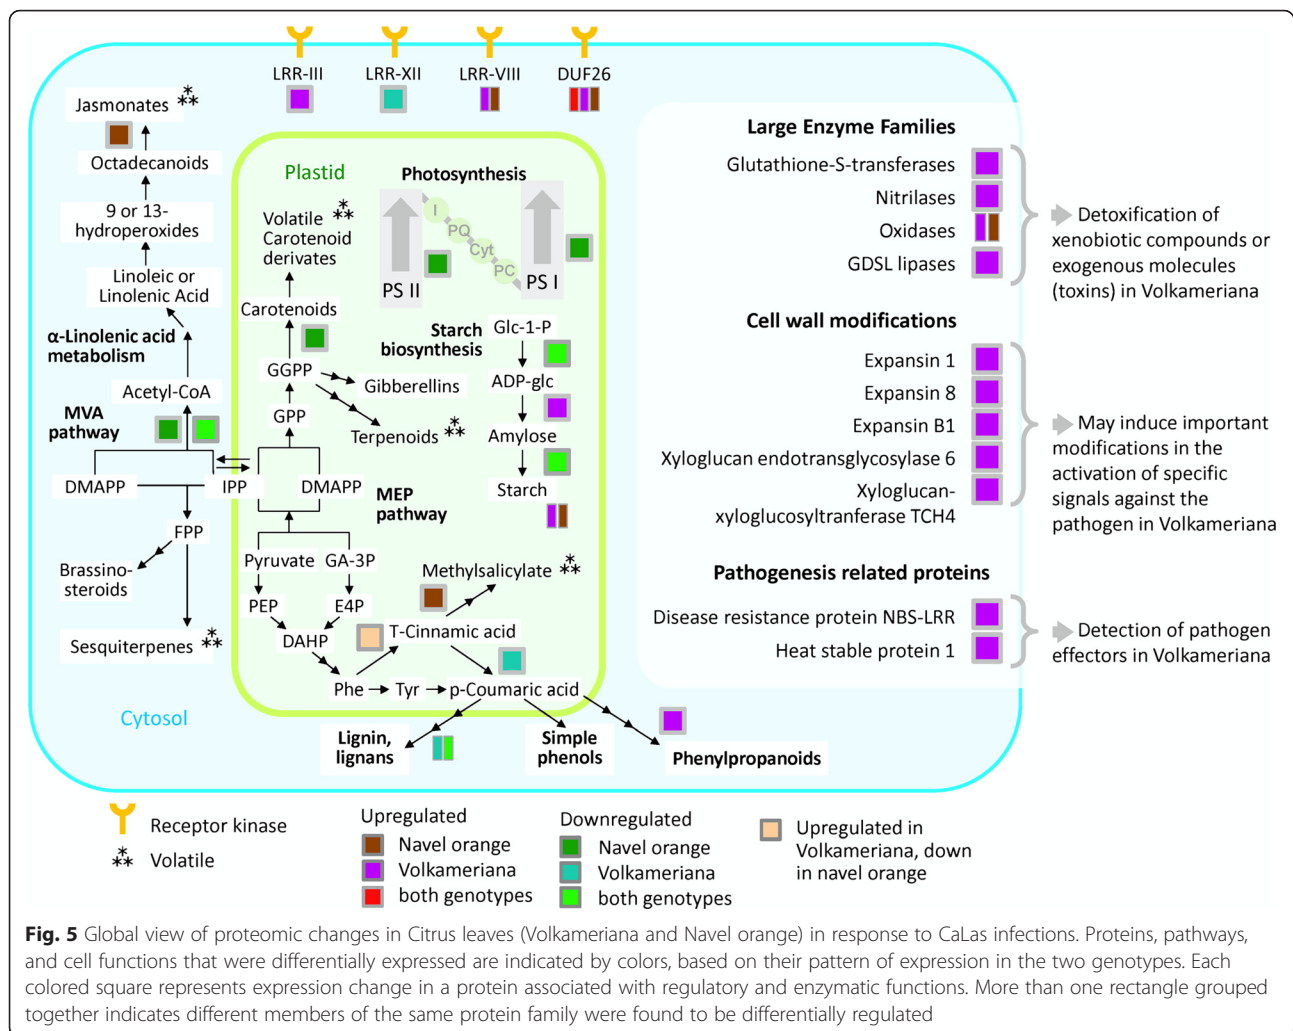 LRR-III
LRR-XII
LRR-VIII
DUF26
Jasmonates
Octadecanoids
9 or 13-
hydroperoxides
Linoleic or
Linolenic Acid
α-Linolenic acid
metabolism
Acetyl-CoA
MVA
pathway
DMAPP
IPP
FPP
Brassino-
steroids
Sesquiterpenes
Cytosol
Plastid
Volatile
Carotenoid
derivates
Carotenoids
GGPP
Gibberellins
GPP
Terpenoids
DMAPP
MEP
pathway
Pyruvate
GA-3P
PEP
E4P
DAHP
Phe
Tyr
p-Coumaric acid
T-Cinnamic acid
Methylsalicylate
Photosynthesis
PS II
I
PQ
Cyt
PC
PS I
Starch
biosynthesis
Glc-1-P
ADP-glc
Amylose
Starch
Lignin,
lignans
Simple
phenols
Phenylpropanoids
Large Enzyme Families
Glutathione-S-transferases
Nitrilases
Oxidases
GDSL lipases
Detoxification of
xenobiotic compounds or
exogenous molecules
(toxins) in Volkameriana
Cell wall modifications
Expansin 1
Expansin 8
Expansin B1
Xyloglucan endotransglycosylase 6
Xyloglucan-
xyloglucosyltranferase TCH4
May induce important
modifications in the
activation of specific
signals against the
pathogen in Volkameriana
Pathogenesis related proteins
Disease resistance protein NBS-LRR
Heat stable protein 1
Detection of pathogen
effectors in Volkameriana
Receptor kinase
Volatile
Upregulated
Navel orange
Volkameriana
both genotypes
Downregulated
Navel orange
Volkameriana
both genotypes
Upregulated in
Volkameriana, down
in navel orange
Fig. 5 Global view of proteomic changes in Citrus leaves (Volkameriana and Navel orange) in response to CaLas infections. Proteins, pathways,
and cell functions that were differentially expressed are indicated by colors, based on their pattern of expression in the two genotypes. Each
colored square represents expression change in a protein associated with regulatory and enzymatic functions. More than one rectangle grouped
together indicates different members of the same protein family were found to be differentially regulated